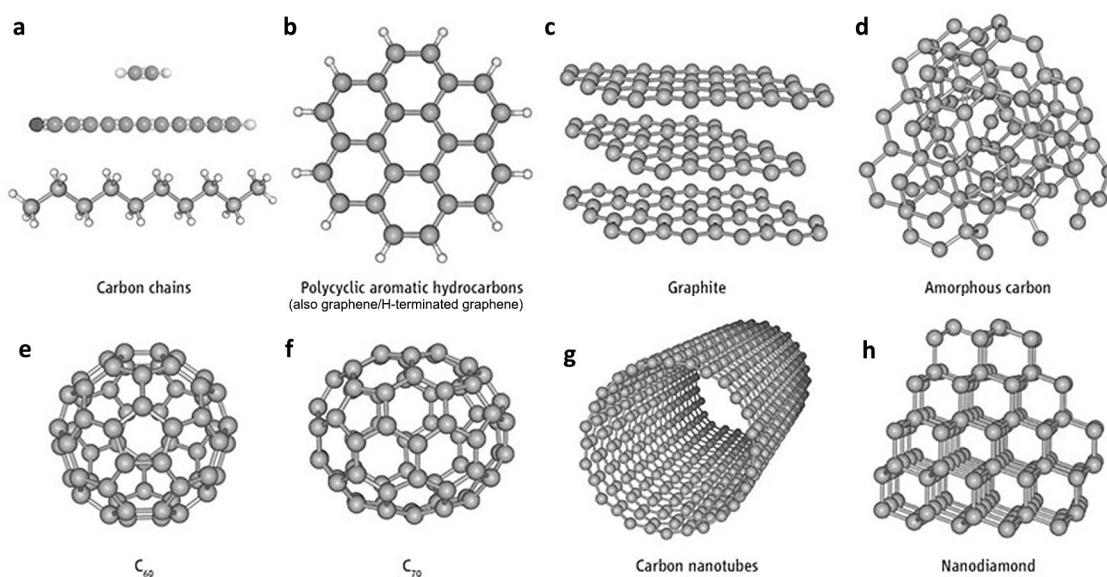 a
b
c
d
Carbon chains
Polycyclic aromatic hydrocarbons
(also graphene/H-terminated graphene)
Graphite
Amorphous carbon
e
f
g
h
C₆₀
C₇₀
Carbon nanotubes
Nanodiamond